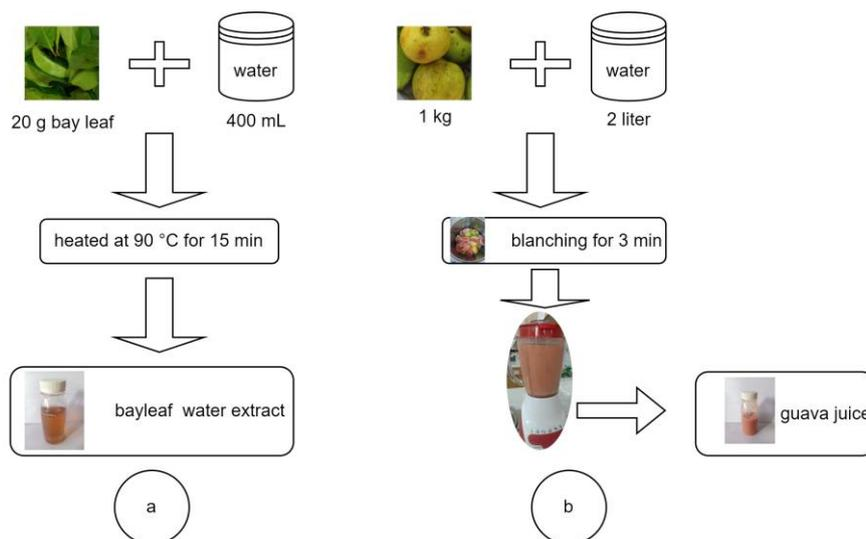 water
20 g bay leaf
400 mL
heated at 90 °C for 15 min
bayleaf water extract
a
water
1 kg
2 liter
blanching for 3 min
guava juice
b